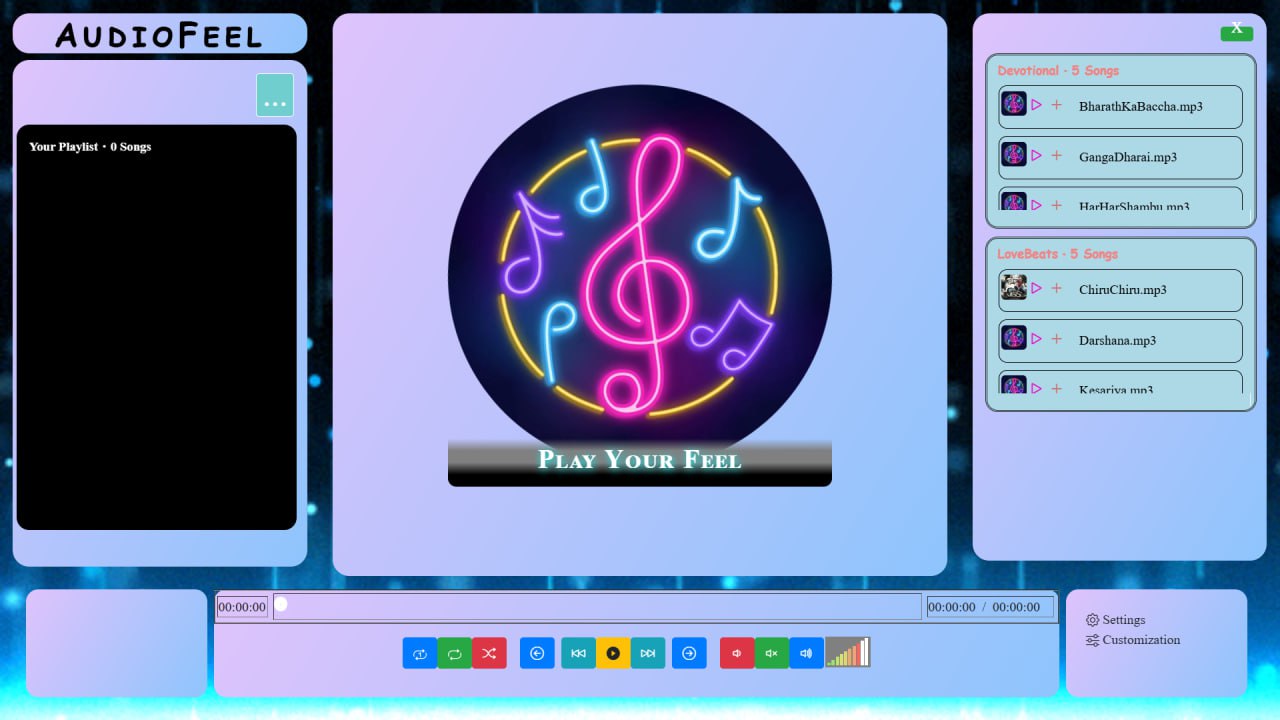 AudioFeel
...
Your Playlist · 0 Songs
Play Your Feel
X
Devotional · 5 Songs
BharathKaBaccha.mp3
GangaDharai.mp3
HarHarShambu.mp3
LoveBeats · 5 Songs
ChiruChiru.mp3
Darshana.mp3
Kesariya.mp3
00:00:00
00:00:00 / 00:00:00
Settings
Customization